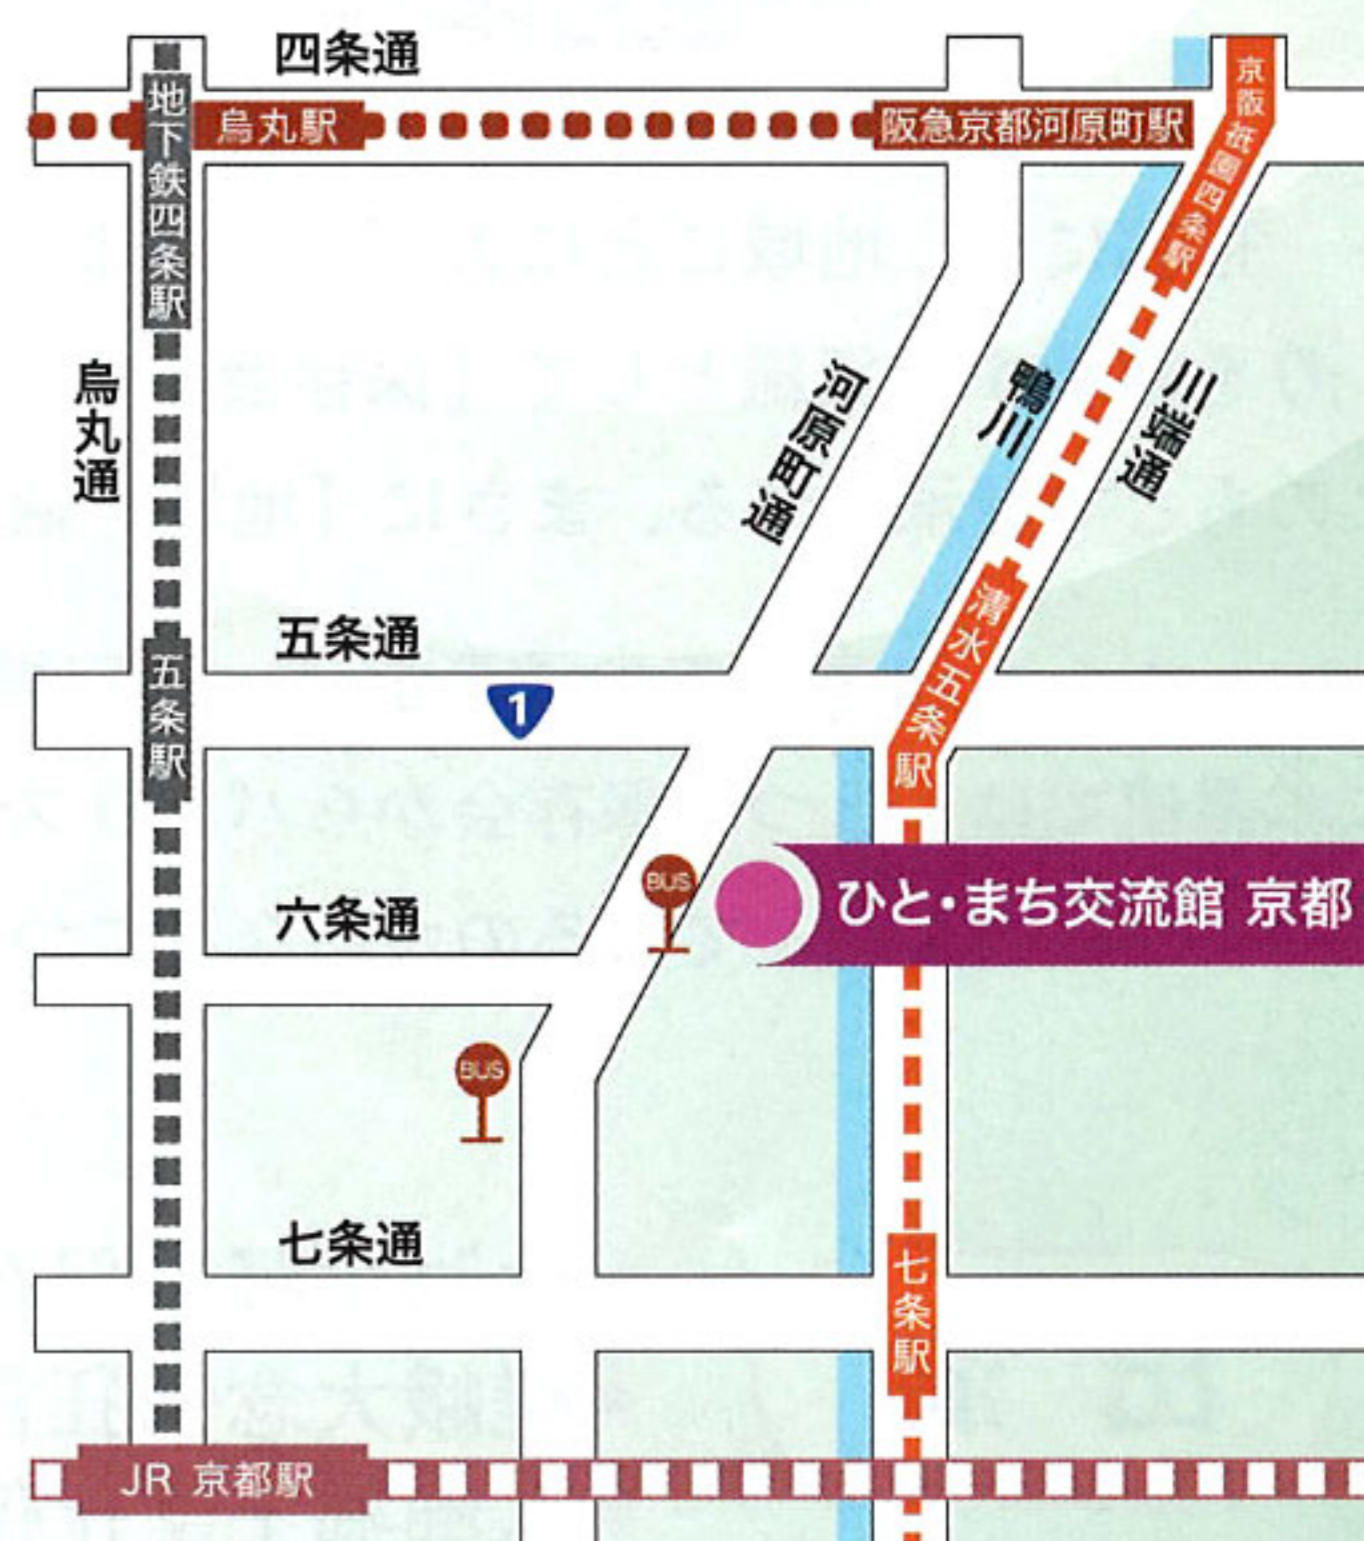 四条通
地下鉄四条駅
烏丸駅
阪急京都河原町駅
京阪 祇園四条駅
烏丸通
河原町通
鴨川
川端通
五条通
1
五条駅
清水五条駅
BUS
ひと・まち交流館 京都
六条通
BUS
七条通
七条駅
JR 京都駅